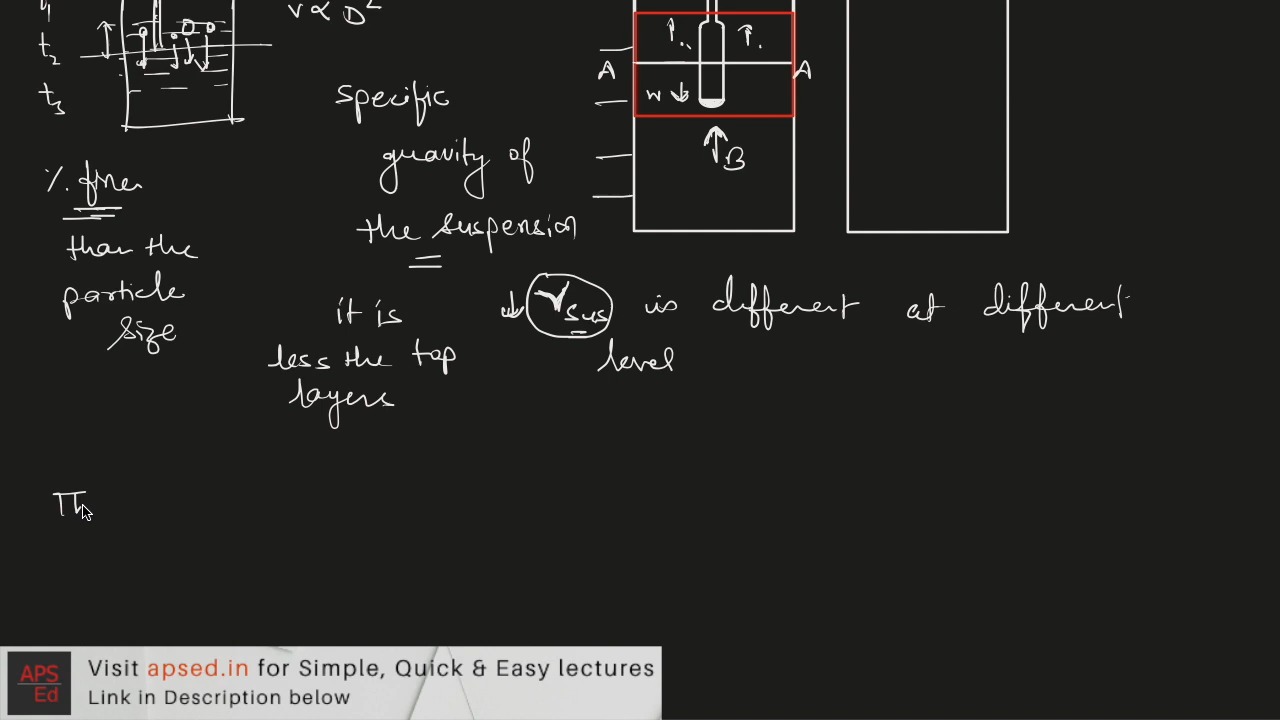 v ∝ D²
t₂
t₃
A
A
w
B
specific
gravity of
the suspension
%. finer
than the
particle
size
γsus is different at different
level
it is
less the top
layers
APS
Ed
Visit apsed.in for Simple, Quick & Easy lectures
Link in Description below